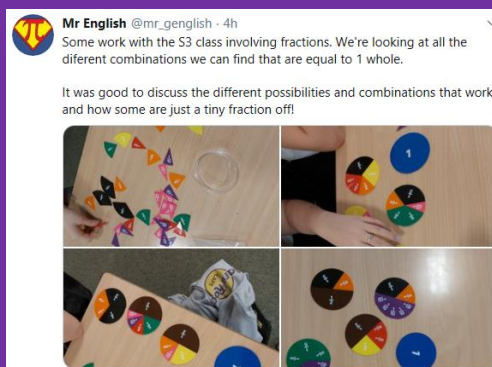 Mr English @mr_genglish · 4h
Some work with the S3 class involving fractions. We're looking at all the
diferent combinations we can find that are equal to 1 whole.
It was good to discuss the different possibilities and combinations that work
and how some are just a tiny fraction off!
1
1